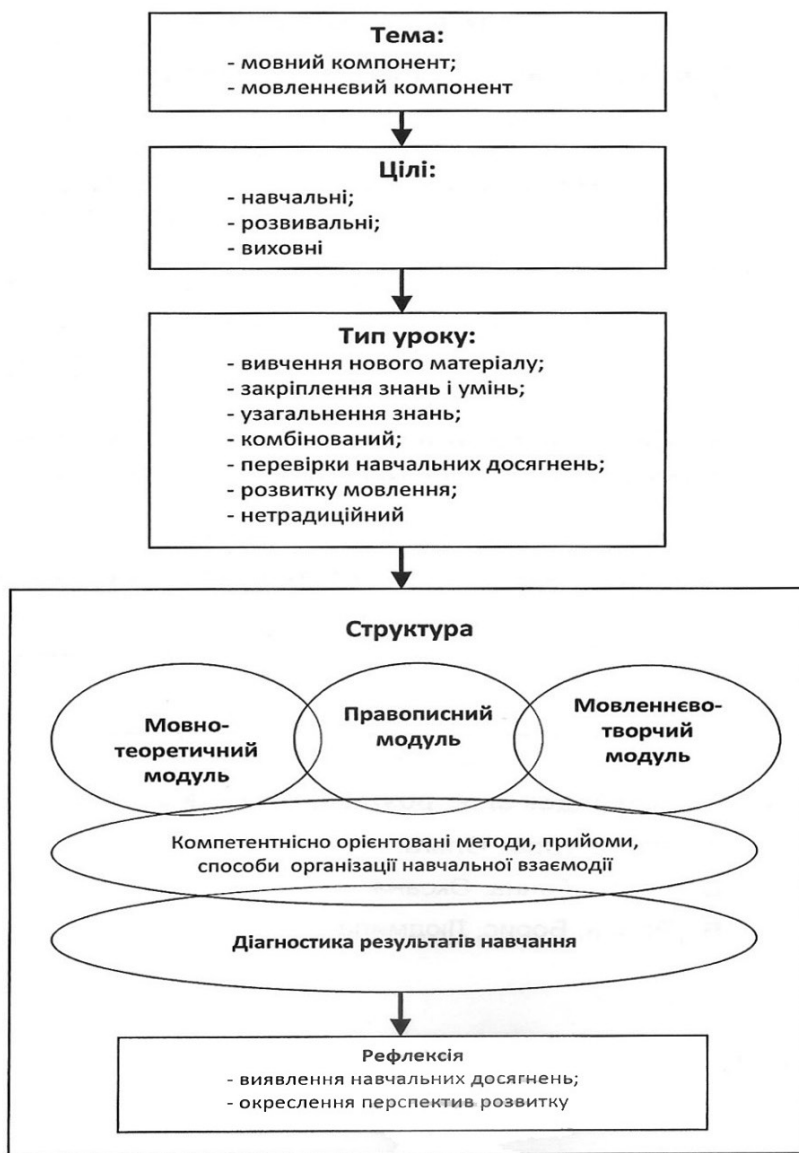 Тема:
- мовний компонент;
- мовленнєвий компонент
Цілі:
- навчальні;
- розвивальні;
- виховні
Тип уроку:
- вивчення нового матеріалу;
- закріплення знань і умінь;
- узагальнення знань;
- комбінований;
- перевірки навчальних досягнень;
- розвитку мовлення;
- нетрадиційний
Структура
Мовно-
теоретичний
модуль
Правописний
модуль
Мовленнєво-
творчий
модуль
Компетентнісно орієнтовані методи, прийоми,
способи організації навчальної взаємодії
Діагностика результатів навчання
Рефлексія
- виявлення навчальних досягнень;
- окреслення перспектив розвитку